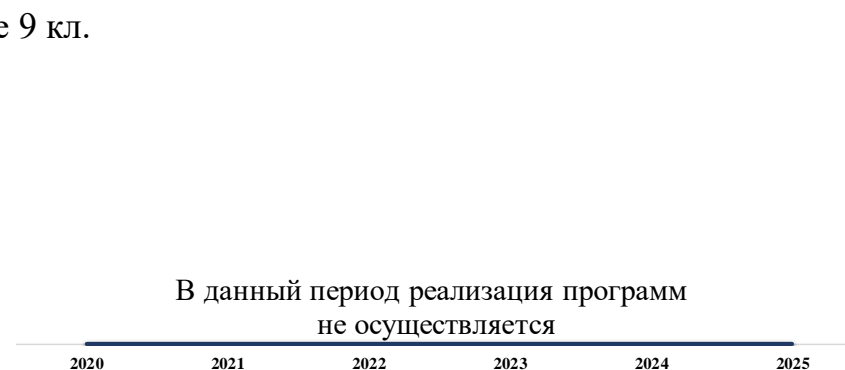 е 9 кл.
В данный период реализация программ
не осуществляется
2020 2021 2022 2023 2024 2025